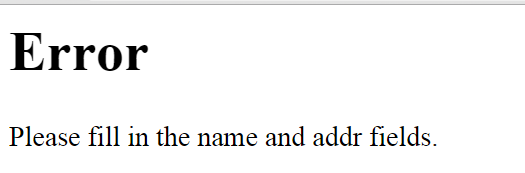 Error
Please fill in the name and addr fields.